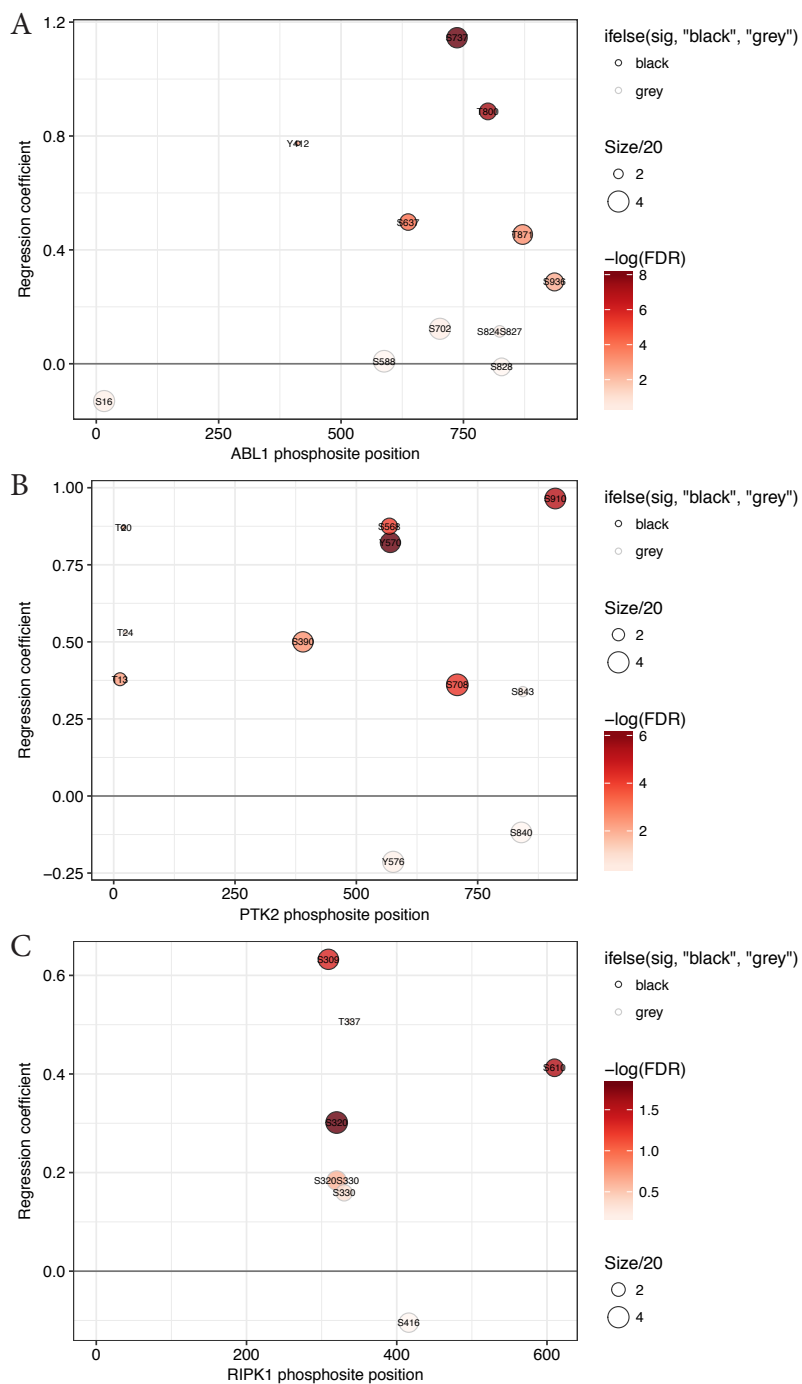 A
1.2
0.8
0.4
0.0
Regression coefficient
S737
T800
Y412
S637
T871
S936
S702
S824S827
S588
S828
S16
0
250
500
750
ABL1 phosphosite position
ifelse(sig, "black", "grey")
black
grey
Size/20
2
4
−log(FDR)
8
6
4
2
B
1.00
0.75
0.50
0.25
0.00
−0.25
Regression coefficient
S910
T20
S568
Y570
T24
S390
T13
S708
S843
S840
Y576
0
250
500
750
PTK2 phosphosite position
ifelse(sig, "black", "grey")
black
grey
Size/20
2
4
−log(FDR)
6
4
2
C
0.6
0.4
0.2
0.0
Regression coefficient
S309
T337
S610
S320
S320S330
S330
S416
0
200
400
600
RIPK1 phosphosite position
ifelse(sig, "black", "grey")
black
grey
−log(FDR)
1.5
1.0
0.5
Size/20
2
4